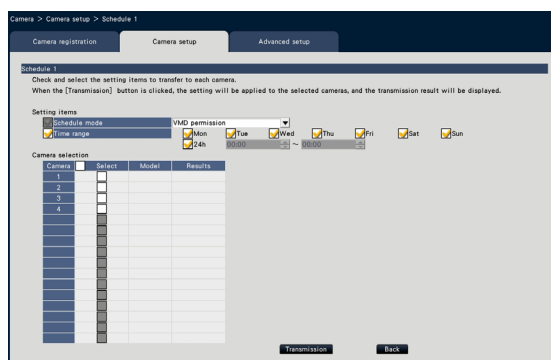 Camera > Camera setup > Schedule 1
Camera registration Camera setup Advanced setup
Schedule 1
Check and select the setting items to transfer to each camera.
When the [Transmission] button is clicked, the setting will be applied to the selected cameras, and the transmission result will be displayed.
Setting items
Schedule mode VMD permission
Time range Mon Tue Wed Thu Fri Sat Sun
24h 00:00 ~ 00:00
Camera selection
Camera Select Model Results
1
2
3
4
Transmission Back